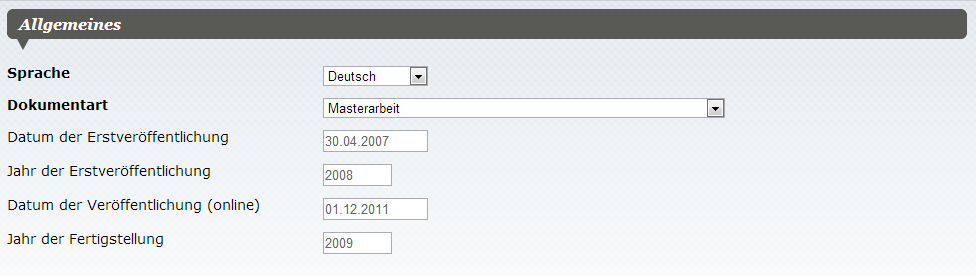 Allgemeines
Sprache Deutsch
Dokumentart Masterarbeit
Datum der Erstveröffentlichung 30.04.2007
Jahr der Erstveröffentlichung 2008
Datum der Veröffentlichung (online) 01.12.2011
Jahr der Fertigstellung 2009